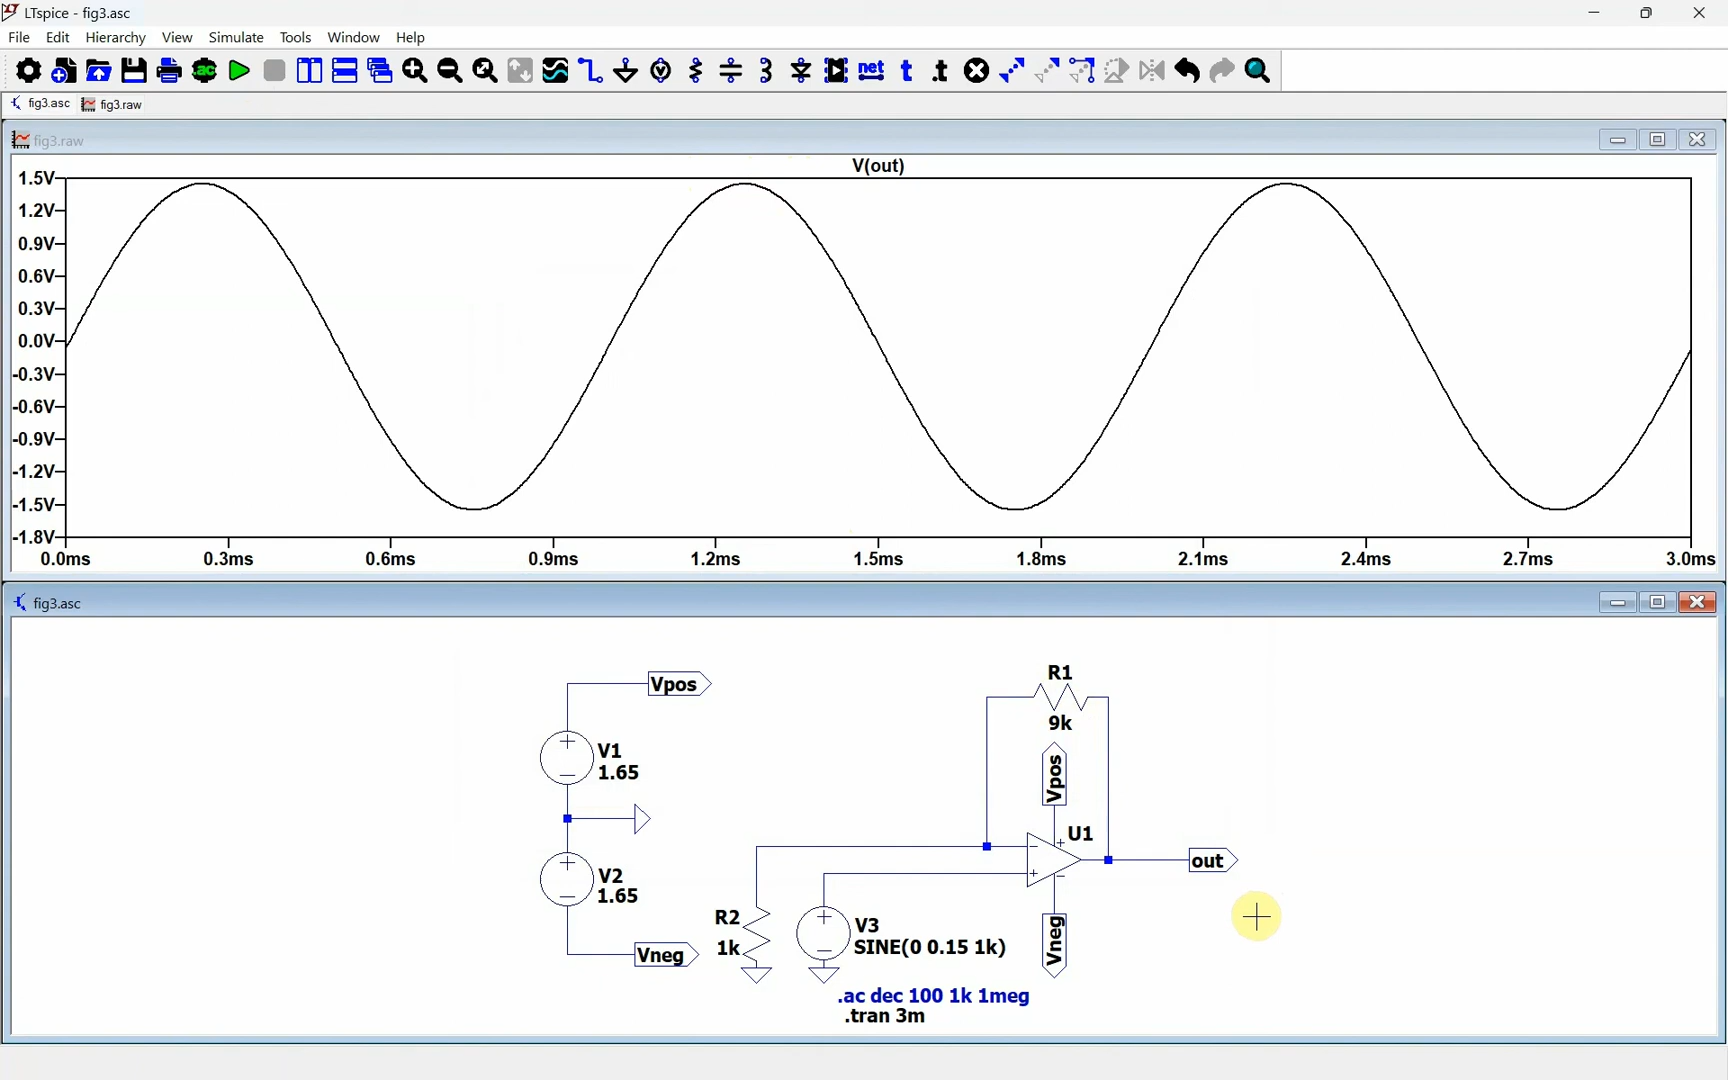 LTspice - fig3.asc
File Edit Hierarchy View Simulate Tools Window Help
.ac net t .t
fig3.asc fig3.raw
fig3.raw
V(out)
1.5V
1.2V
0.9V
0.6V
0.3V
0.0V
-0.3V
-0.6V
-0.9V
-1.2V
-1.5V
-1.8V
0.0ms 0.3ms 0.6ms 0.9ms 1.2ms 1.5ms 1.8ms 2.1ms 2.4ms 2.7ms 3.0ms
fig3.asc
Vpos
V1
1.65
V2
1.65
Vneg
R1
9k
Vpos
U1
out
Vneg
R2
1k
V3
SINE(0 0.15 1k)
.ac dec 100 1k 1meg
.tran 3m